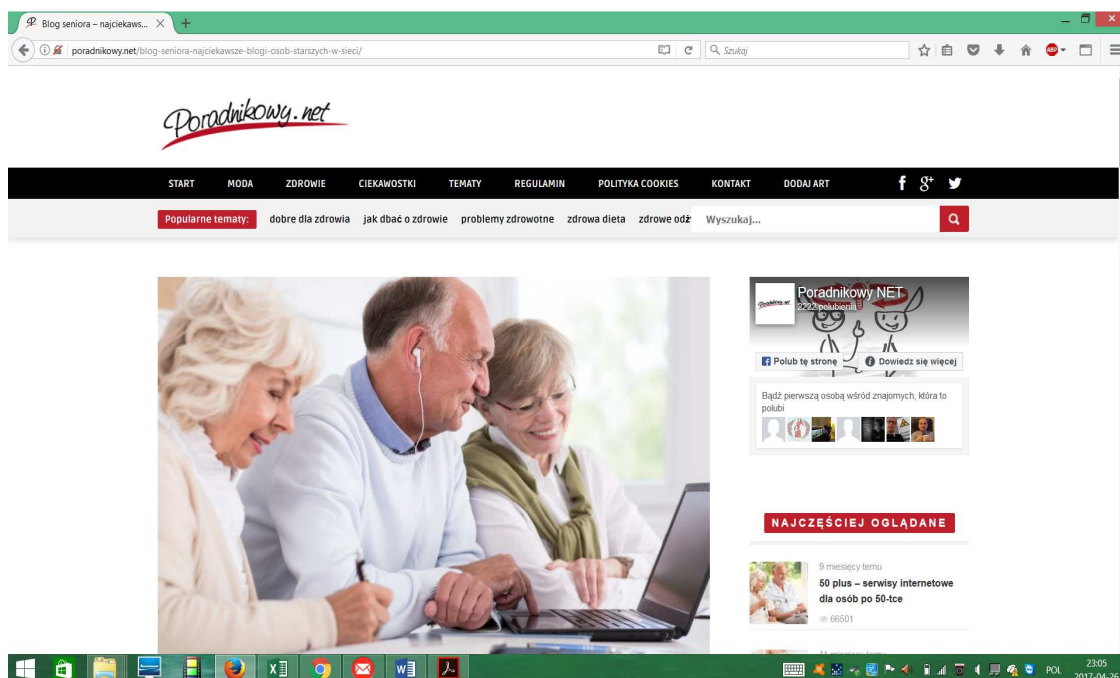 Blog seniora – najciekaws...
poradnikowy.net/blog-seniora-najciekawsze-blogi-osob-starszych-w-sieci/
Szukaj
ABP
Poradnikowy.net
START MODA ZDROWIE CIEKAWOSTKI TEMATY REGULAMIN POLITYKA COOKIES KONTAKT DODAJ ART
Popularne tematy: dobre dla zdrowia jak dbać o zdrowie problemy zdrowotne zdrowa dieta zdrowe odż
Wyszukaj...
Poradnikowy NET
2222 polubienia
Polub tę stronę
Dowiedz się więcej
Bądź pierwszą osobą wśród znajomych, która to
polubi
NAJCZĘŚCIEJ OGLĄDANE
9 miesięcy temu
50 plus – serwisy internetowe
dla osób po 50-tce
66501
POL
23:05